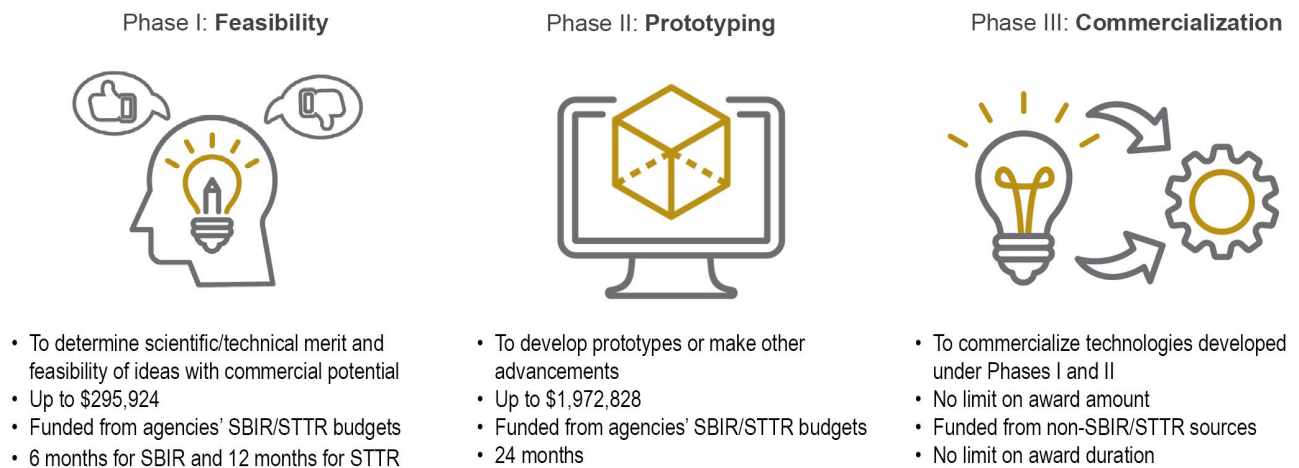 Phase I: Feasibility
• To determine scientific/technical merit and
feasibility of ideas with commercial potential
• Up to $295,924
• Funded from agencies’ SBIR/STTR budgets
• 6 months for SBIR and 12 months for STTR
Phase II: Prototyping
• To develop prototypes or make other
advancements
• Up to $1,972,828
• Funded from agencies’ SBIR/STTR budgets
• 24 months
Phase III: Commercialization
• To commercialize technologies developed
under Phases I and II
• No limit on award amount
• Funded from non-SBIR/STTR sources
• No limit on award duration